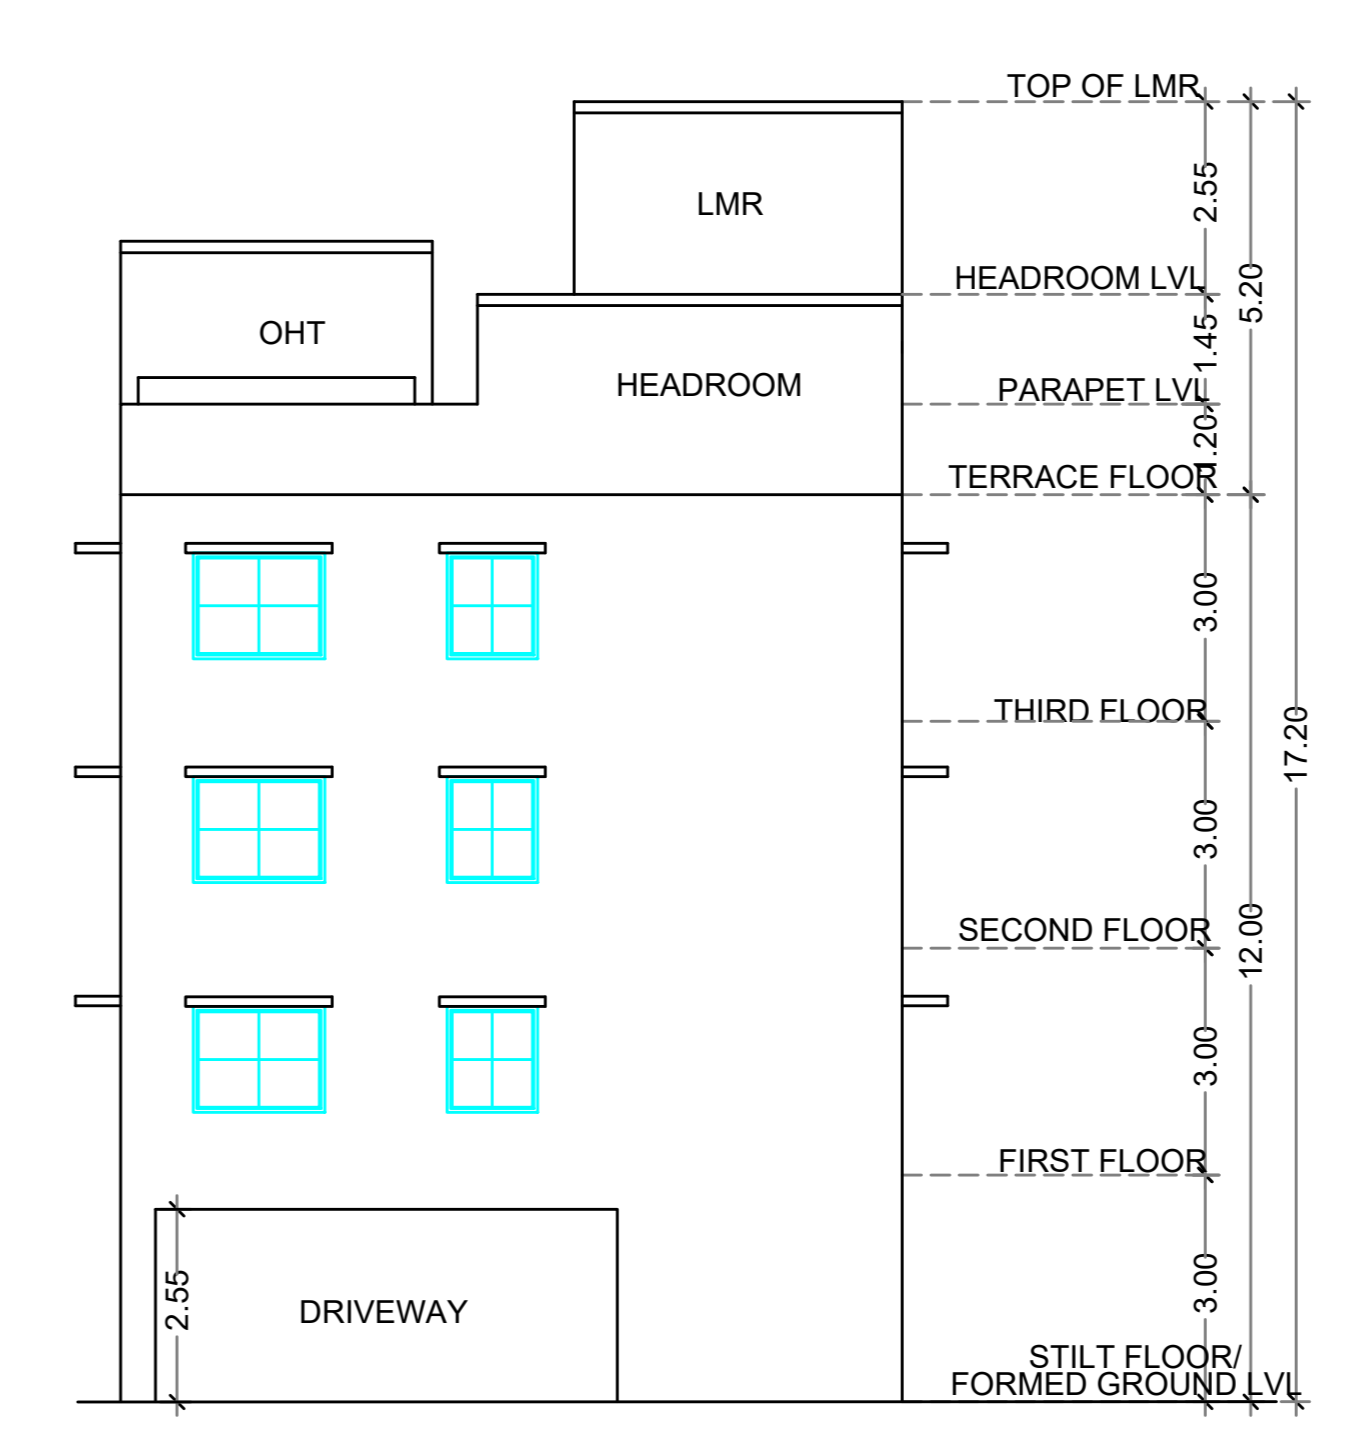 TOP OF LMR
2.55
LMR
HEADROOM LVL
5.20
OHT
1.45
HEADROOM
PARAPET LVL
1.20
TERRACE FLOOR
3.00
THIRD FLOOR
17.20
3.00
SECOND FLOOR
12.00
3.00
FIRST FLOOR
2.55
DRIVEWAY
3.00
STILT FLOOR/
FORMED GROUND LVL